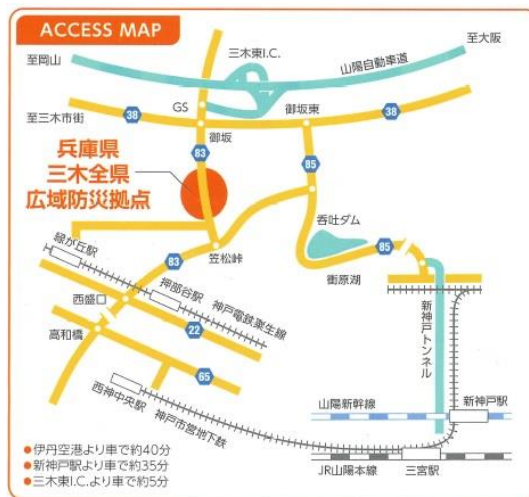 ACCESS MAP
至岡山
三木東I.C.
山陽自動車道
至大阪
GS
至三木市街
38
御坂
御坂東
38
兵庫県
三木全県
広域防災拠点
83
85
呑吐ダム
緑が丘駅
83
笠松峠
衝原湖
85
押部谷駅
神戸電鉄粟生線
西盛口
22
高和橋
65
新神戸トンネル
西神中央駅
神戸市営地下鉄
山陽新幹線
新神戸駅
JR山陽本線
三宮駅
●伊丹空港より車で約40分
●新神戸駅より車で約35分
●三木東I.C.より車で約5分